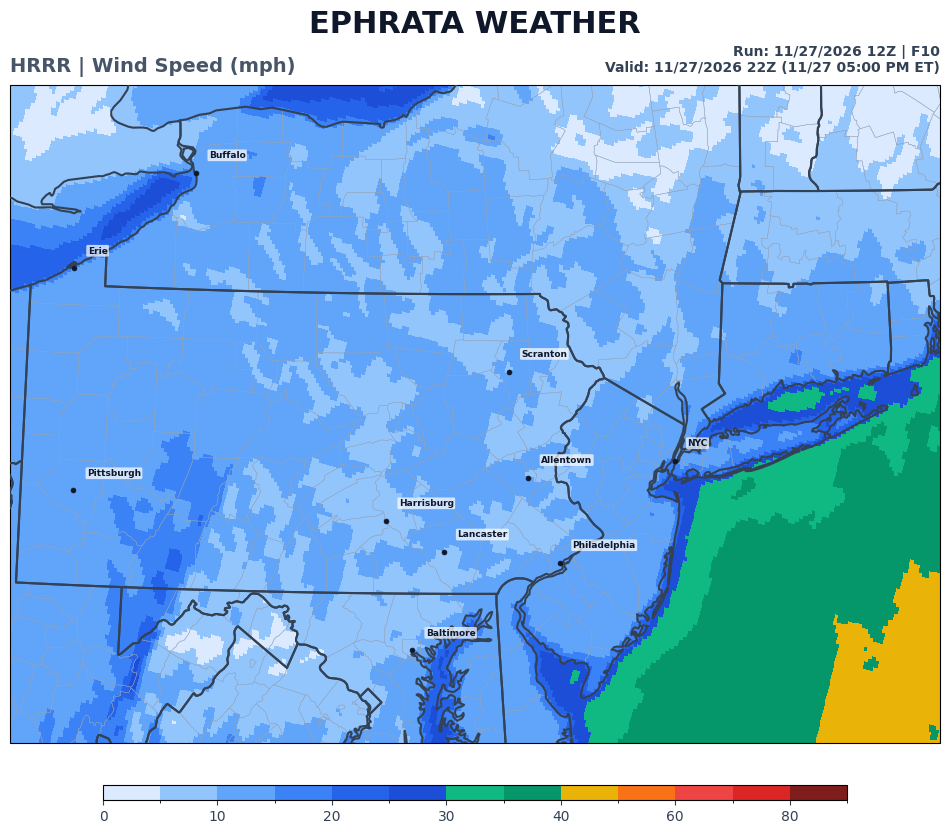 EPHRATA WEATHER
HRRR | Wind Speed (mph)
Run: 11/27/2026 12Z | F10
Valid: 11/27/2026 22Z (11/27 05:00 PM ET)
Buffalo
Erie
Scranton
NYC
Allentown
Pittsburgh
Harrisburg
Lancaster
Philadelphia
Baltimore
0 10 20 30 40 50 60 70 80